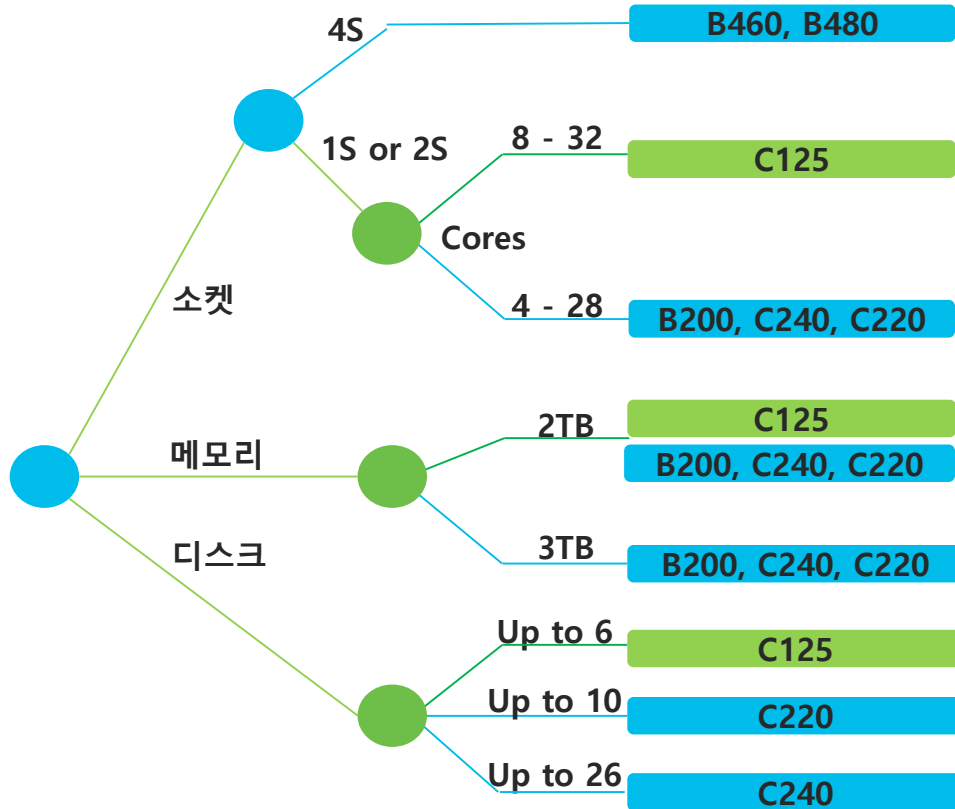 4S
B460, B480
1S or 2S
8 - 32
C125
Cores
4 - 28
B200, C240, C220
소켓
메모리
2TB
C125
B200, C240, C220
3TB
B200, C240, C220
디스크
Up to 6
C125
Up to 10
C220
Up to 26
C240